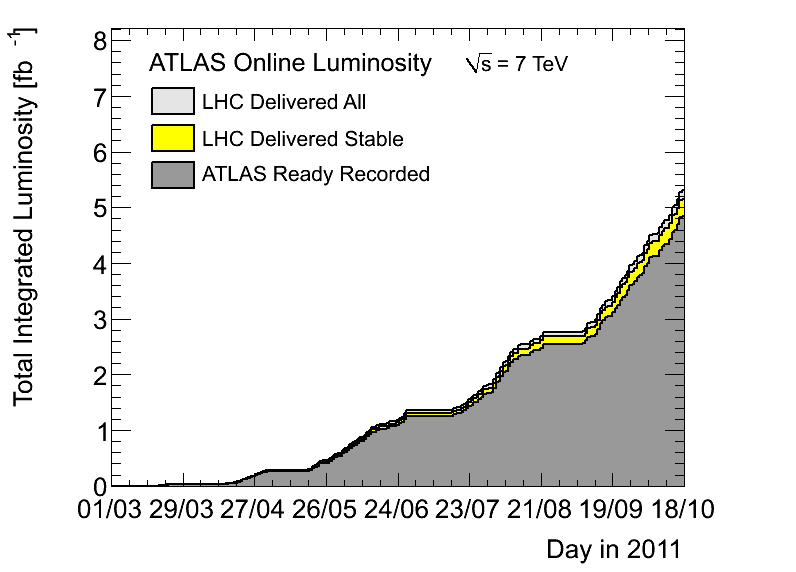 Total Integrated Luminosity [fb⁻¹]
8
7
6
5
4
3
2
1
0
ATLAS Online Luminosity √s = 7 TeV
LHC Delivered All
LHC Delivered Stable
ATLAS Ready Recorded
01/03 29/03 27/04 26/05 24/06 23/07 21/08 19/09 18/10
Day in 2011